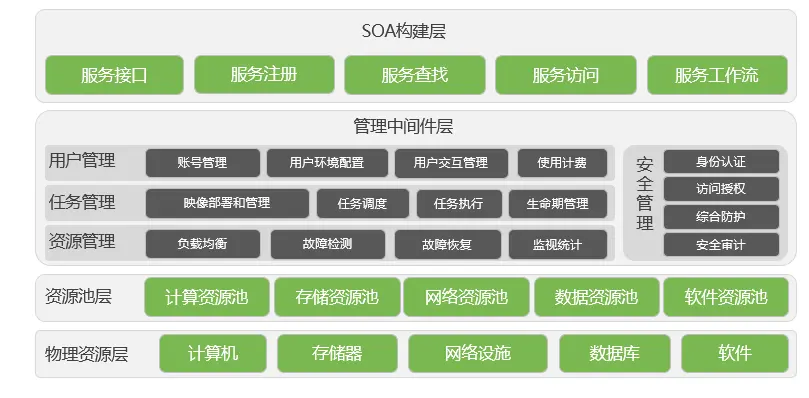 SOA构建层
服务接口 服务注册 服务查找 服务访问 服务工作流
管理中间件层
用户管理 账号管理 用户环境配置 用户交互管理 使用计费
任务管理 映像部署和管理 任务调度 任务执行 生命期管理
资源管理 负载均衡 故障检测 故障恢复 监视统计
安全管理
身份认证
访问授权
综合防护
安全审计
资源池层 计算资源池 存储资源池 网络资源池 数据资源池 软件资源池
物理资源层 计算机 存储器 网络设施 数据库 软件